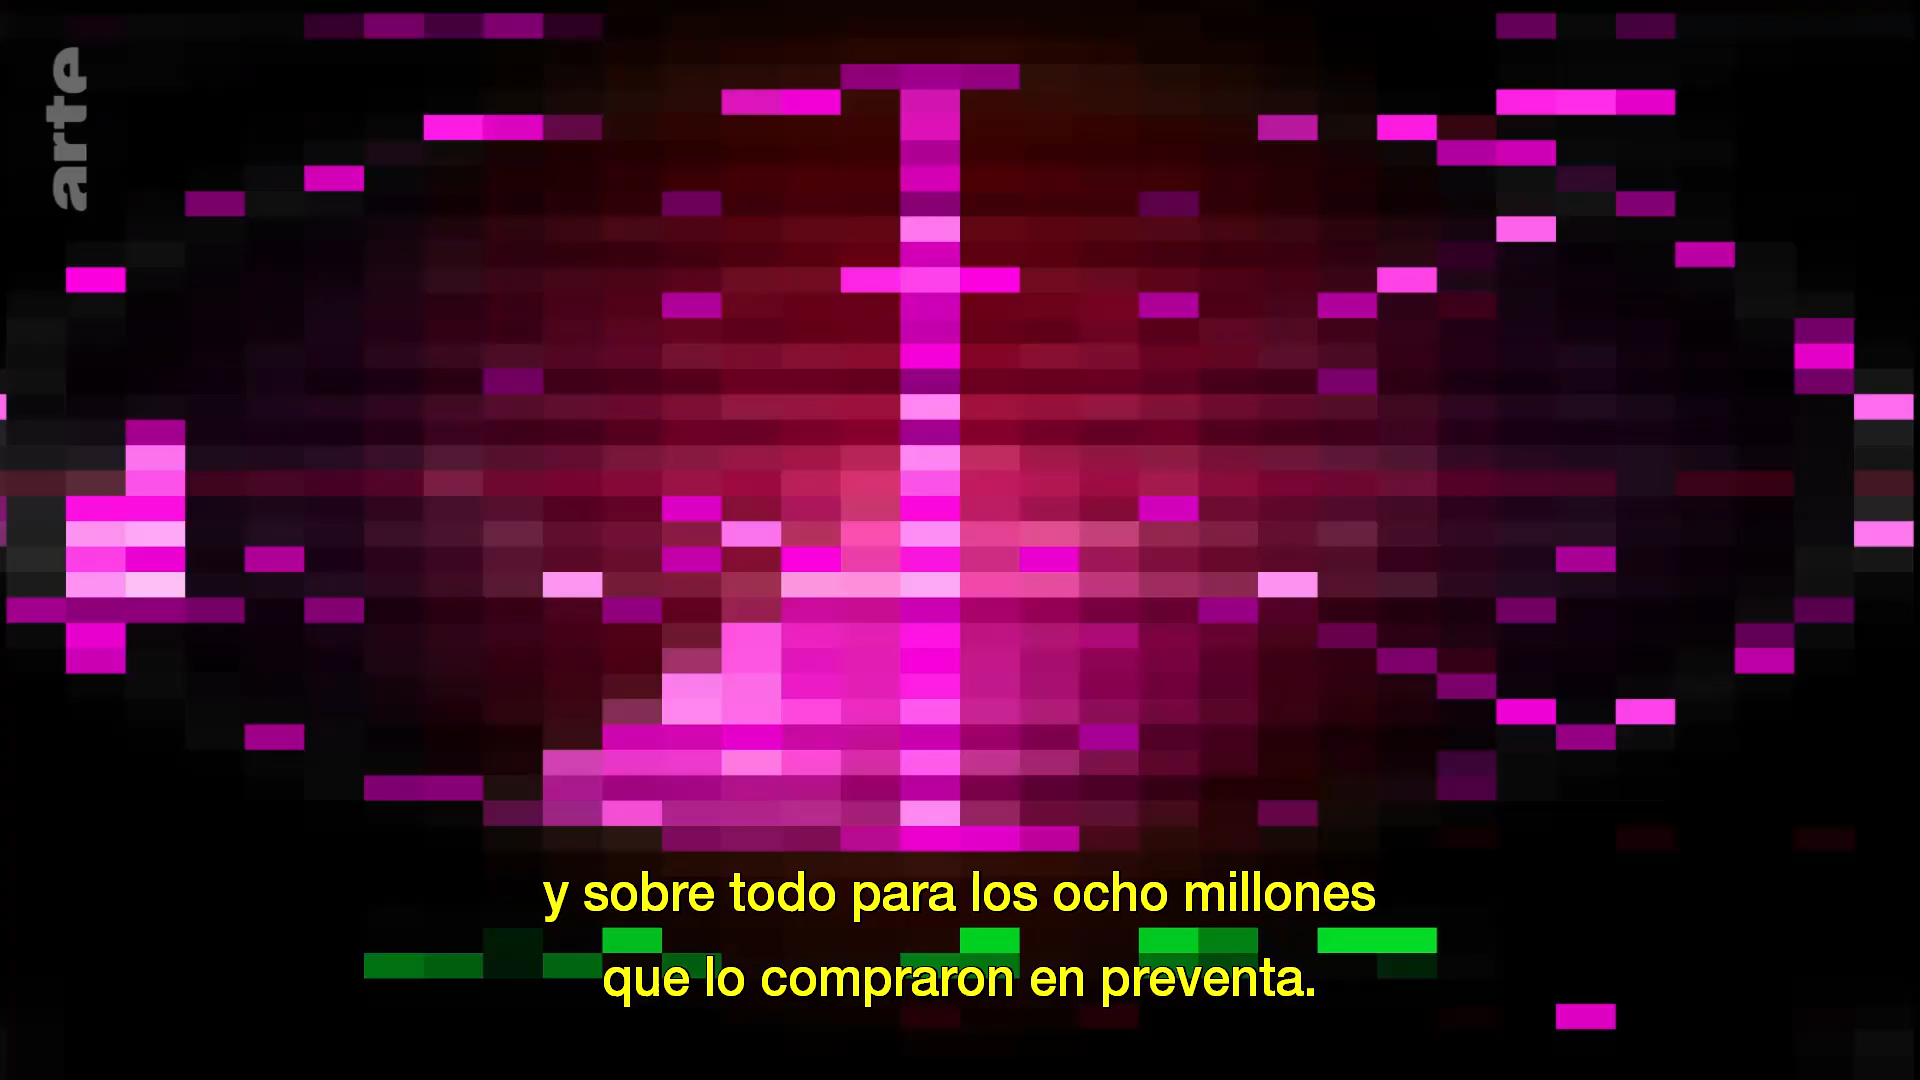 arte
y sobre todo para los ocho millones
que lo compraron en preventa.